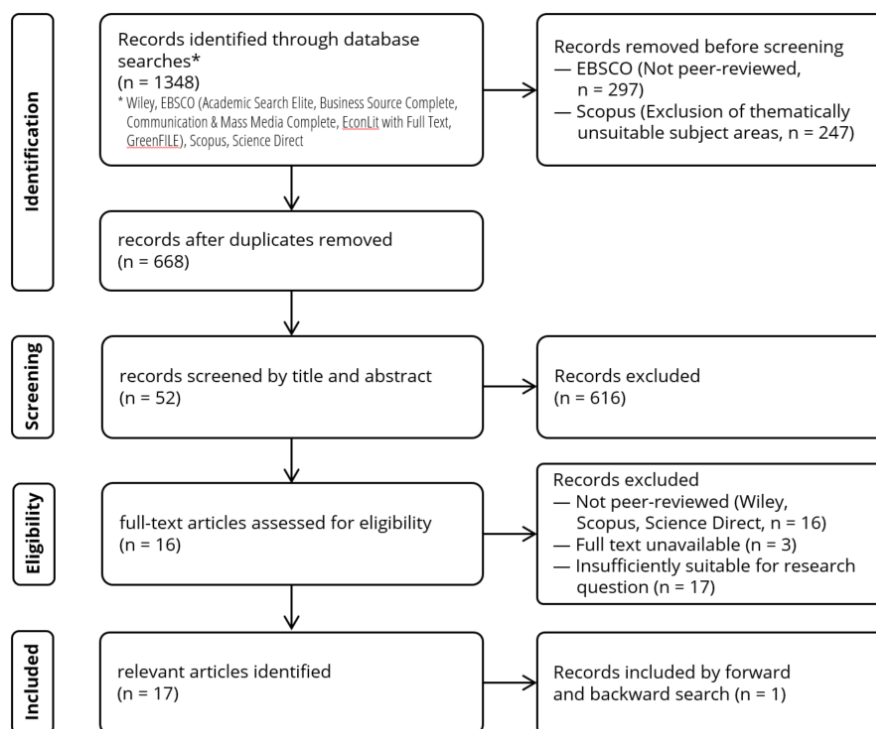 Identification
Records identified through database
searches*
(n = 1348)
* Wiley, EBSCO (Academic Search Elite, Business Source Complete,
Communication & Mass Media Complete, EconLit with Full Text,
GreenFILE), Scopus, Science Direct
Records removed before screening
— EBSCO (Not peer-reviewed,
n = 297)
— Scopus (Exclusion of thematically
unsuitable subject areas, n = 247)
records after duplicates removed
(n = 668)
Screening
records screened by title and abstract
(n = 52)
Records excluded
(n = 616)
Eligibility
full-text articles assessed for eligibility
(n = 16)
Records excluded
— Not peer-reviewed (Wiley,
Scopus, Science Direct, n = 16)
— Full text unavailable (n = 3)
— Insufficiently suitable for research
question (n = 17)
Included
relevant articles identified
(n = 17)
Records included by forward
and backward search (n = 1)